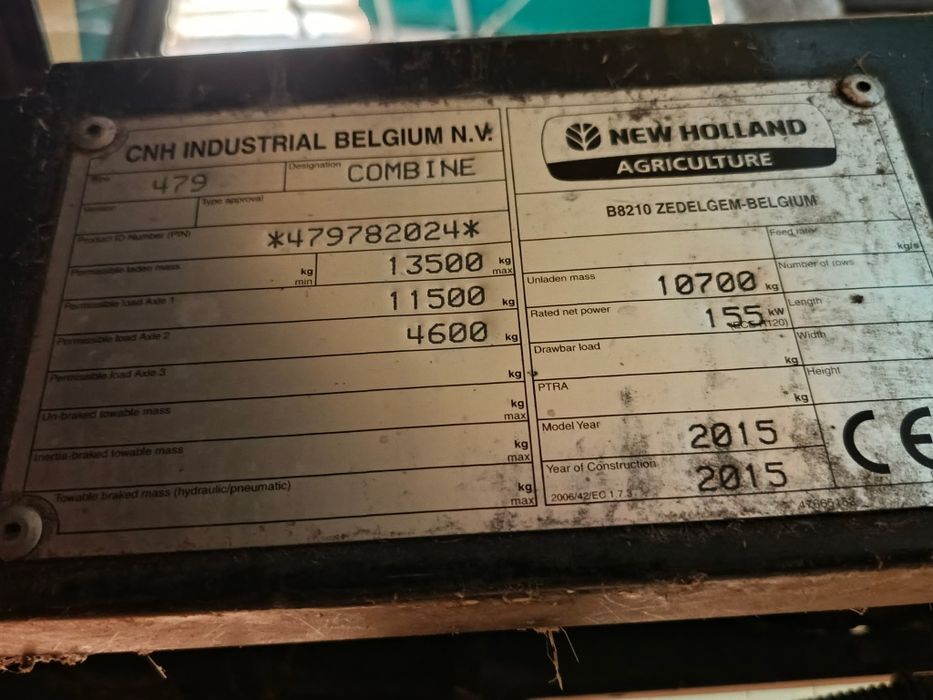 CNH INDUSTRIAL BELGIUM N.V.
Type 479 Designation COMBINE
Version Type approval
Product ID Number (PIN) *479782024*
Permissible laden mass kg min 13500 kg max
Permissible load Axle 1 11500 kg
Permissible load Axle 2 4600 kg
Permissible load Axle 3 kg
Un-braked towable mass kg max
Inertia-braked towable mass kg max
Towable braked mass (hydraulic/pneumatic) kg max
NEW HOLLAND
AGRICULTURE
B8210 ZEDELGEM-BELGIUM
Feed rate kg/s
Unladen mass 10700 kg Number of rows
Rated net power 155 kW (ECE R120) Length
Drawbar load kg Width
PTRA kg Height
Model Year 2015
Year of Construction 2015
2006/42/EC 1.7.3
CE